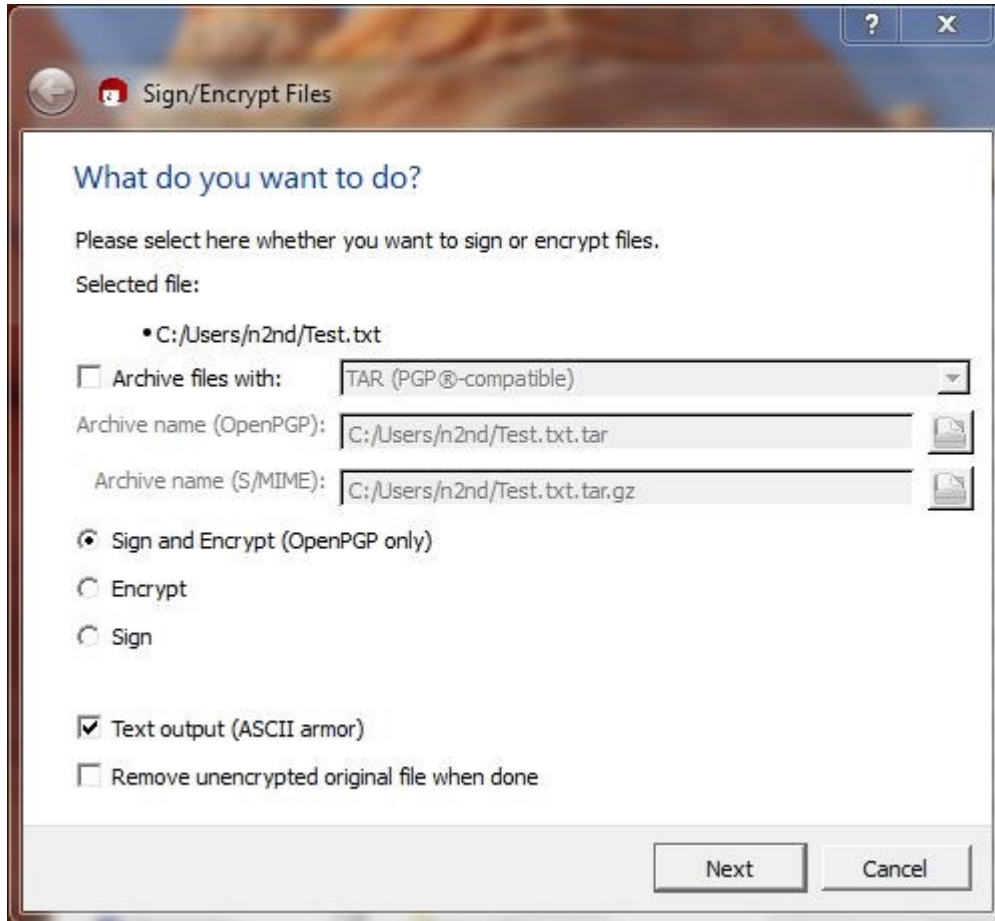 Sign/Encrypt Files
What do you want to do?
Please select here whether you want to sign or encrypt files.
Selected file:
•C:/Users/n2nd/Test.txt
Archive files with: TAR (PGP®-compatible)
Archive name (OpenPGP): C:/Users/n2nd/Test.txt.tar
Archive name (S/MIME): C:/Users/n2nd/Test.txt.tar.gz
Sign and Encrypt (OpenPGP only)
Encrypt
Sign
Text output (ASCII armor)
Remove unencrypted original file when done
Next Cancel